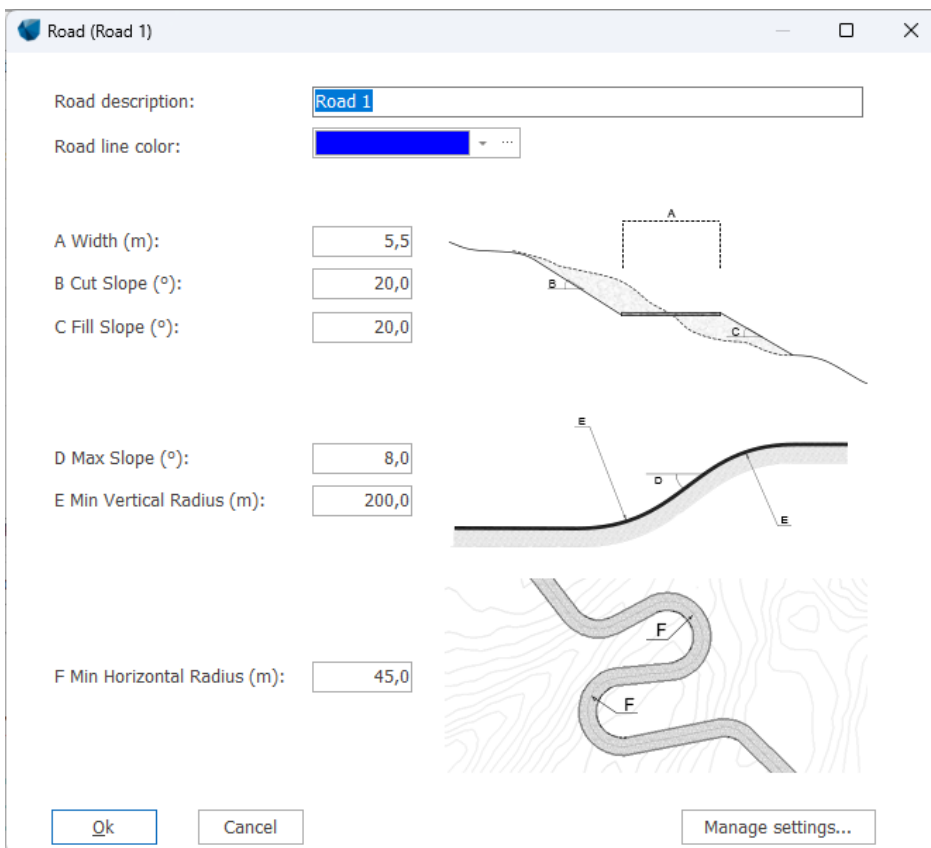 Road (Road 1)
Road description: Road 1
Road line color:
A
A Width (m): 5,5
B Cut Slope (º): 20,0
B
C Fill Slope (º): 20,0
C
E
D Max Slope (º): 8,0
D
E Min Vertical Radius (m): 200,0
E
F
F Min Horizontal Radius (m): 45,0
F
Ok Cancel Manage settings...